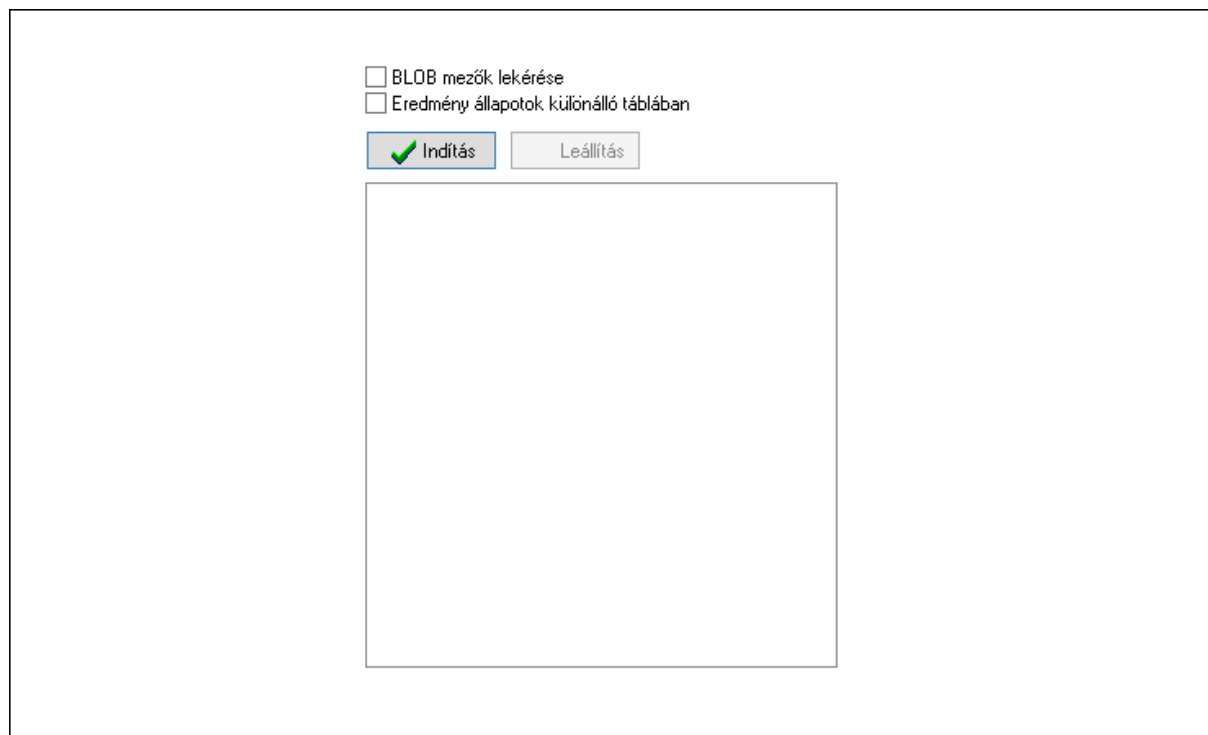 BLOB mezők lekérése
Eredmény állapotok különálló táblában
Indítás Leállítás